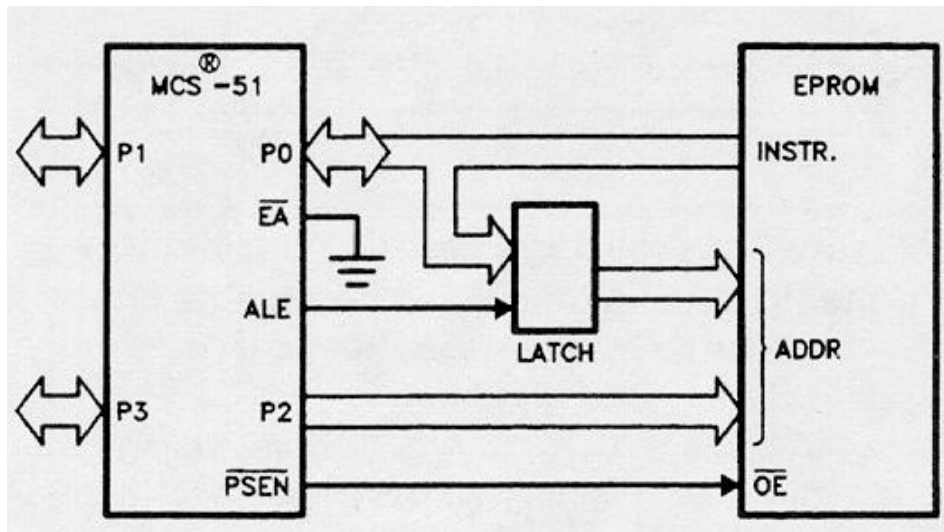 ®
MCS -51
EPROM
P1
P0
INSTR.
EA
ALE
LATCH
ADDR
P3
P2
PSEN
OE